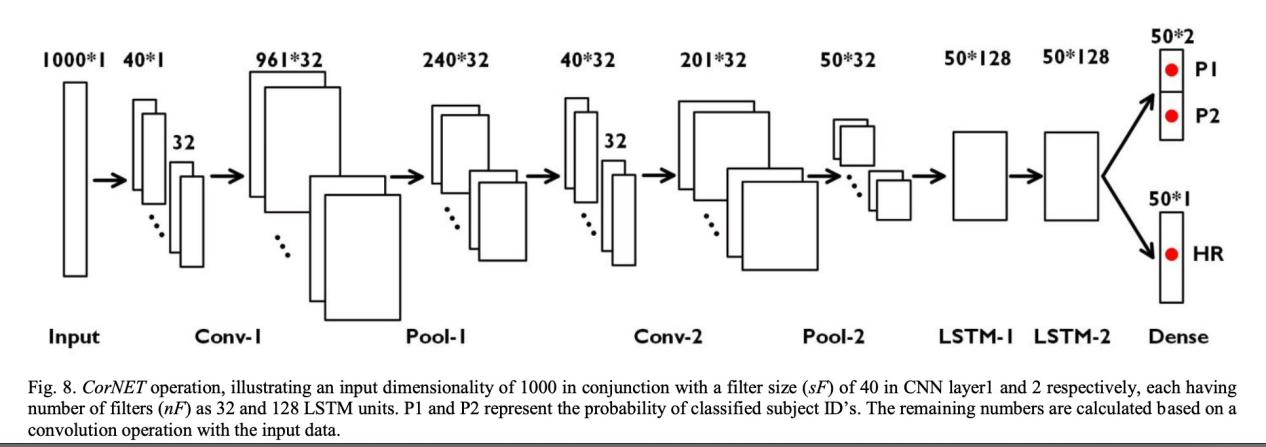 1000*1 40*1 961*32 240*32 40*32 201*32 50*32 50*128 50*128 50*2
P1
P2
32 32
50*1
HR
Input Conv-1 Pool-1 Conv-2 Pool-2 LSTM-1 LSTM-2 Dense
Fig. 8. CorNET operation, illustrating an input dimensionality of 1000 in conjunction with a filter size (sF) of 40 in CNN layer1 and 2 respectively, each having
number of filters (nF) as 32 and 128 LSTM units. P1 and P2 represent the probability of classified subject ID's. The remaining numbers are calculated based on a
convolution operation with the input data.